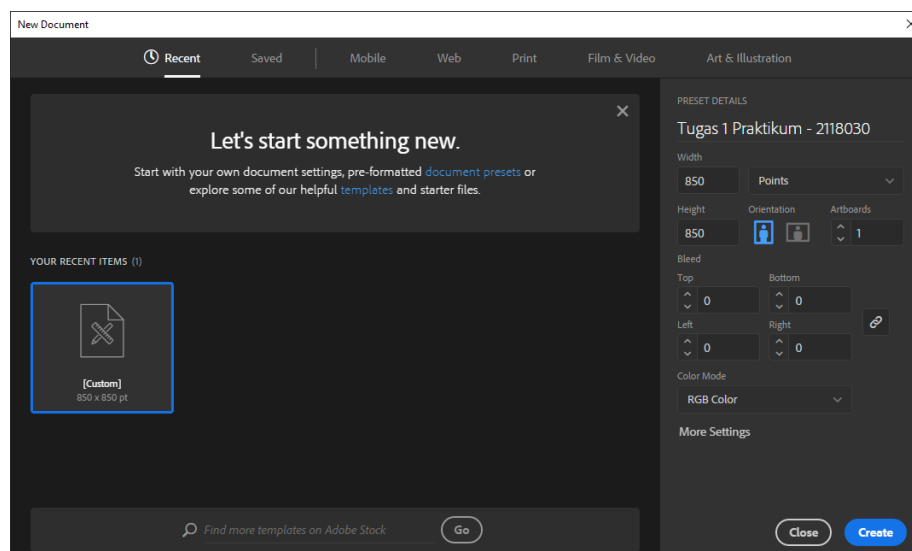 New Document
Recent
Saved
Mobile
Web
Print
Film & Video
Art & Illustration
Let's start something new.
Start with your own document settings, pre-formatted document presets or
explore some of our helpful templates and starter files.
YOUR RECENT ITEMS (1)
[Custom]
850 x 850 pt
Find more templates on Adobe Stock
Go
PRESET DETAILS
Tugas 1 Praktikum - 2118030
Width
850 Points
Height Orientation Artboards
850 1
Bleed
Top Bottom
0 0
Left Right
0 0
Color Mode
RGB Color
More Settings
Close Create